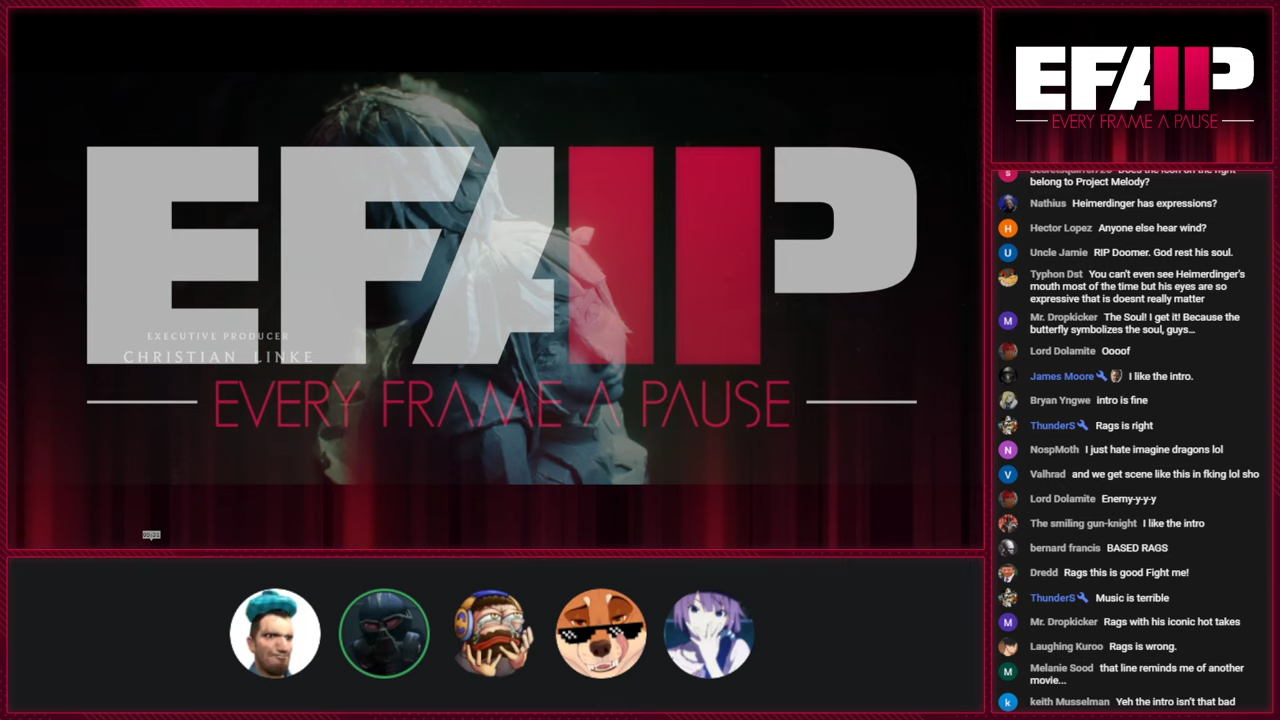 EFAP
EVERY FRAME A PAUSE
EXECUTIVE PRODUCER
CHRISTIAN LINKE
EFAP
EVERY FRAME A PAUSE
belong to Project Melody?
Nathius Heimerdinger has expressions?
Hector Lopez Anyone else hear wind?
Uncle Jamie RIP Doomer. God rest his soul.
Typhon Dst You can't even see Heimerdinger's
mouth most of the time but his eyes are so
expressive that is doesnt really matter
Mr. Dropkicker The Soul! I get it! Because the
butterfly symbolizes the soul, guys...
Lord Dolamite Oooof
James Moore I like the intro.
Bryan Yngwe intro is fine
ThunderS Rags is right
NospMoth I just hate imagine dragons lol
Valhrad and we get scene like this in fking lol sho
Lord Dolamite Enemy-y-y-y
The smiling gun-knight I like the intro
bernard francis BASED RAGS
Dredd Rags this is good Fight me!
ThunderS Music is terrible
Mr. Dropkicker Rags with his iconic hot takes
Laughing Kuroo Rags is wrong.
Melanie Sood that line reminds me of another
movie...
keith Musselman Yeh the intro isn't that bad